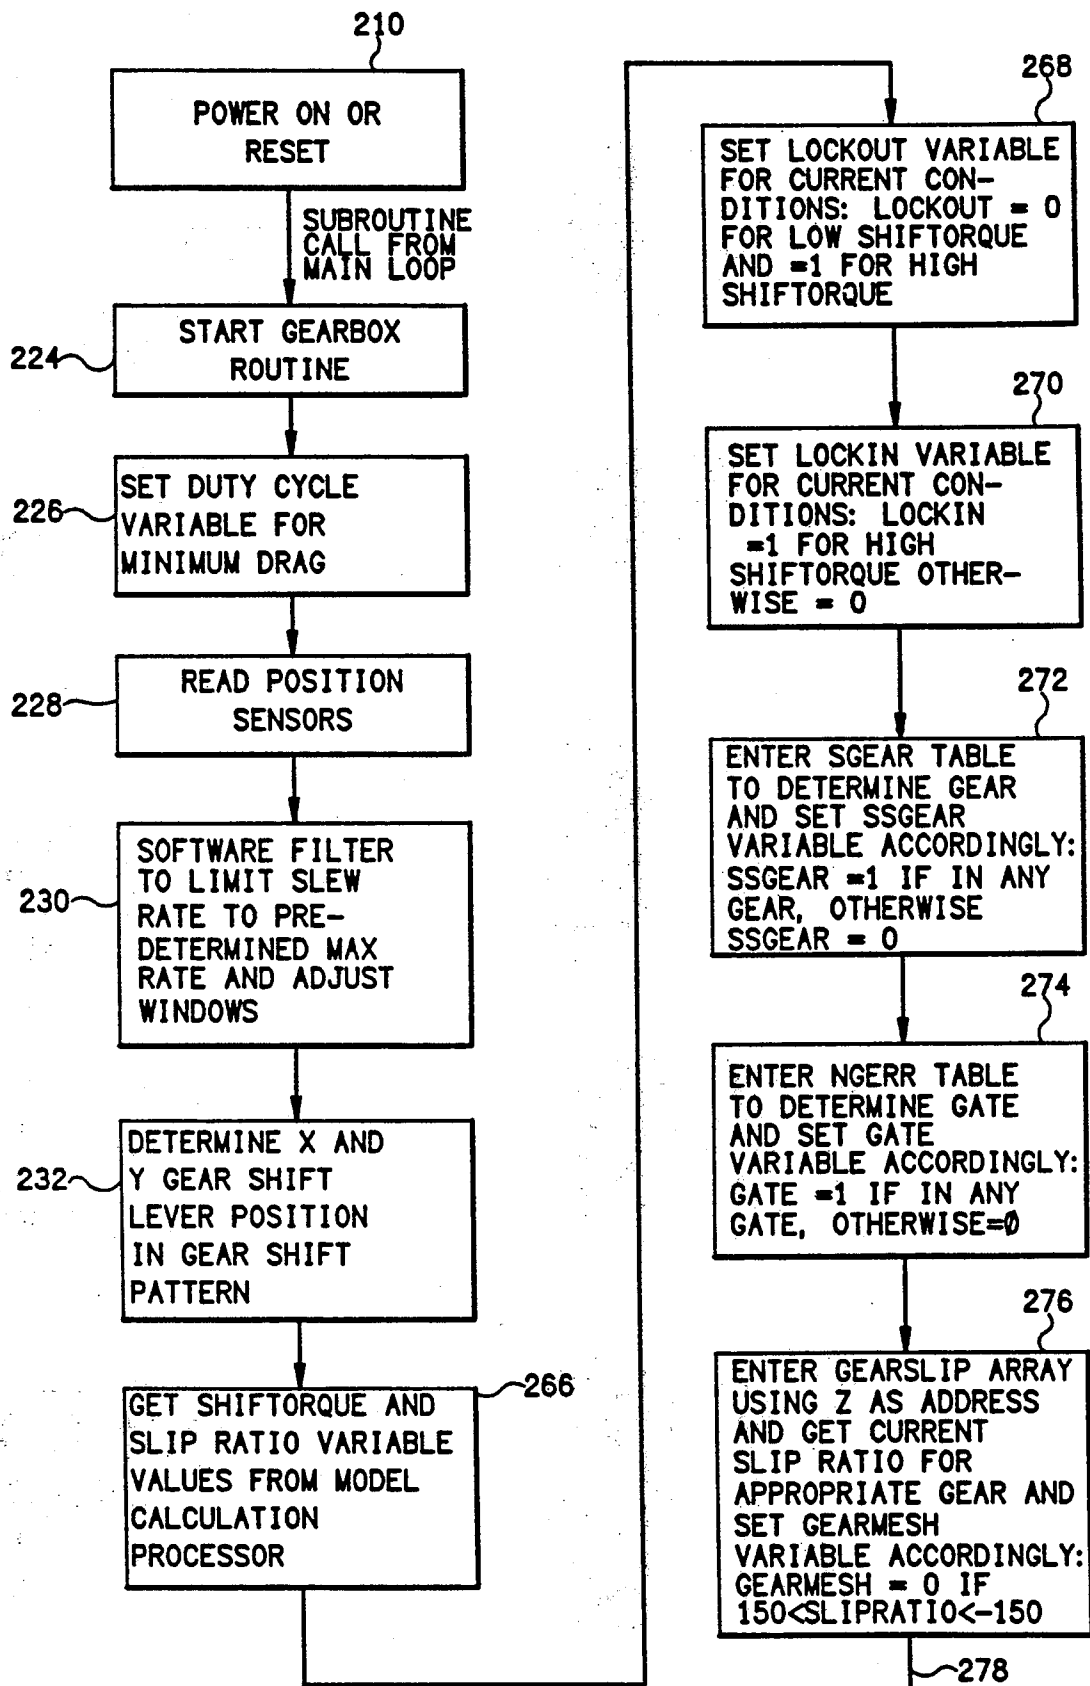 210
POWER ON OR
RESET
SUBROUTINE
CALL FROM
MAIN LOOP
224
START GEARBOX
ROUTINE
226
SET DUTY CYCLE
VARIABLE FOR
MINIMUM DRAG
228
READ POSITION
SENSORS
230
SOFTWARE FILTER
TO LIMIT SLEW
RATE TO PRE-
DETERMINED MAX
RATE AND ADJUST
WINDOWS
232
DETERMINE X AND
Y GEAR SHIFT
LEVER POSITION
IN GEAR SHIFT
PATTERN
266
GET SHIFTORQUE AND
SLIP RATIO VARIABLE
VALUES FROM MODEL
CALCULATION
PROCESSOR
268
SET LOCKOUT VARIABLE
FOR CURRENT CON-
DITIONS: LOCKOUT = 0
FOR LOW SHIFTORQUE
AND =1 FOR HIGH
SHIFTORQUE
270
SET LOCKIN VARIABLE
FOR CURRENT CON-
DITIONS: LOCKIN
=1 FOR HIGH
SHIFTORQUE OTHER-
WISE = 0
272
ENTER SGEAR TABLE
TO DETERMINE GEAR
AND SET SSGEAR
VARIABLE ACCORDINGLY:
SSGEAR =1 IF IN ANY
GEAR, OTHERWISE
SSGEAR = 0
274
ENTER NGERR TABLE
TO DETERMINE GATE
AND SET GATE
VARIABLE ACCORDINGLY:
GATE =1 IF IN ANY
GATE, OTHERWISE=Ø
276
ENTER GEARSLIP ARRAY
USING Z AS ADDRESS
AND GET CURRENT
SLIP RATIO FOR
APPROPRIATE GEAR AND
SET GEARMESH
VARIABLE ACCORDINGLY:
GEARMESH = 0 IF
150<SLIPRATIO<-150
278